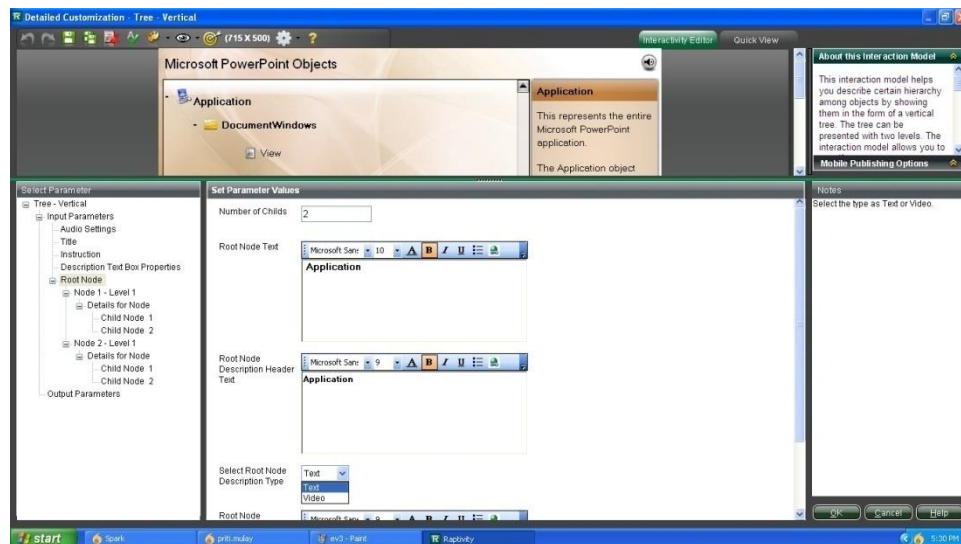 Detailed Customization - Tree - Vertical
(715 X 500)
Interactivity Editor
Quick View
Microsoft PowerPoint Objects
Application
DocumentWindows
View
Application
This represents the entire
Microsoft PowerPoint
application.
The Application object
About this Interaction Model
This interaction model helps
you describe certain hierarchy
among objects by showing
them in the form of a vertical
tree. The tree can be
presented with two levels. The
interaction model allows you to
Mobile Publishing Options
Select Parameter
Tree - Vertical
Input Parameters
Audio Settings
Title
Instruction
Description Text Box Properties
Root Node
Node 1 - Level 1
Details for Node
Child Node 1
Child Node 2
Node 2 - Level 1
Details for Node
Child Node 1
Child Node 2
Output Parameters
Set Parameter Values
Number of Childs
2
Root Node Text
Microsoft Sans 10 A B I U
Application
Root Node
Description Header
Text
Microsoft Sans 9 A B I U
Application
Select Root Node
Description Type
Text
Text
Video
Root Node
Microsoft Sans 9 A B I U
Notes
Select the type as Text or Video.
OK Cancel Help
start
Spark
priti.mulay
ev3 - Paint
Raptivity
5:30 PM